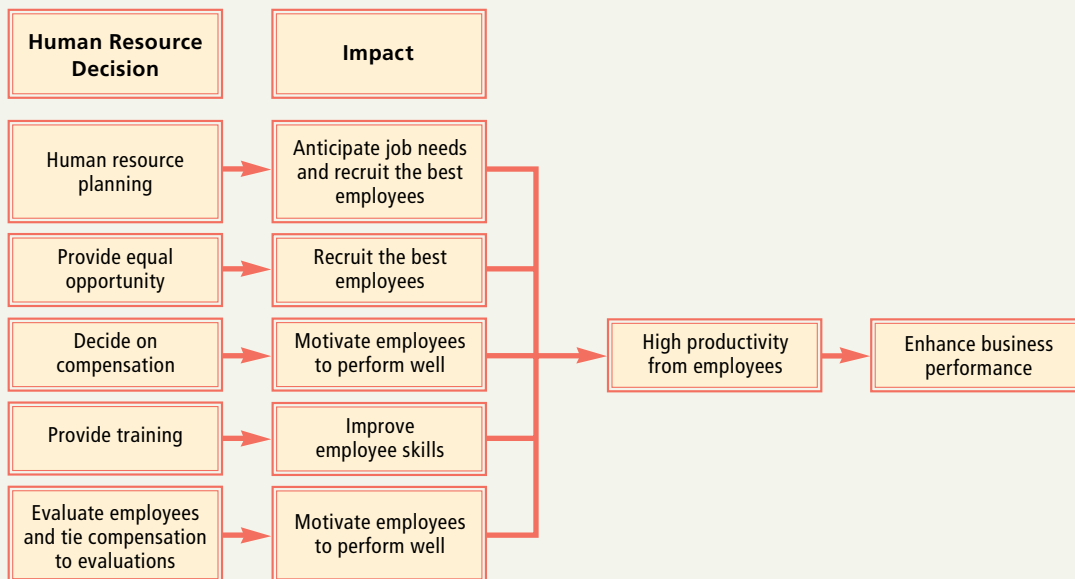 Human Resource
Decision
Impact
Human resource
planning
Anticipate job needs
and recruit the best
employees
Provide equal
opportunity
Recruit the best
employees
Decide on
compensation
Motivate employees
to perform well
High productivity
from employees
Enhance business
performance
Provide training
Improve
employee skills
Evaluate employees
and tie compensation
to evaluations
Motivate employees
to perform well